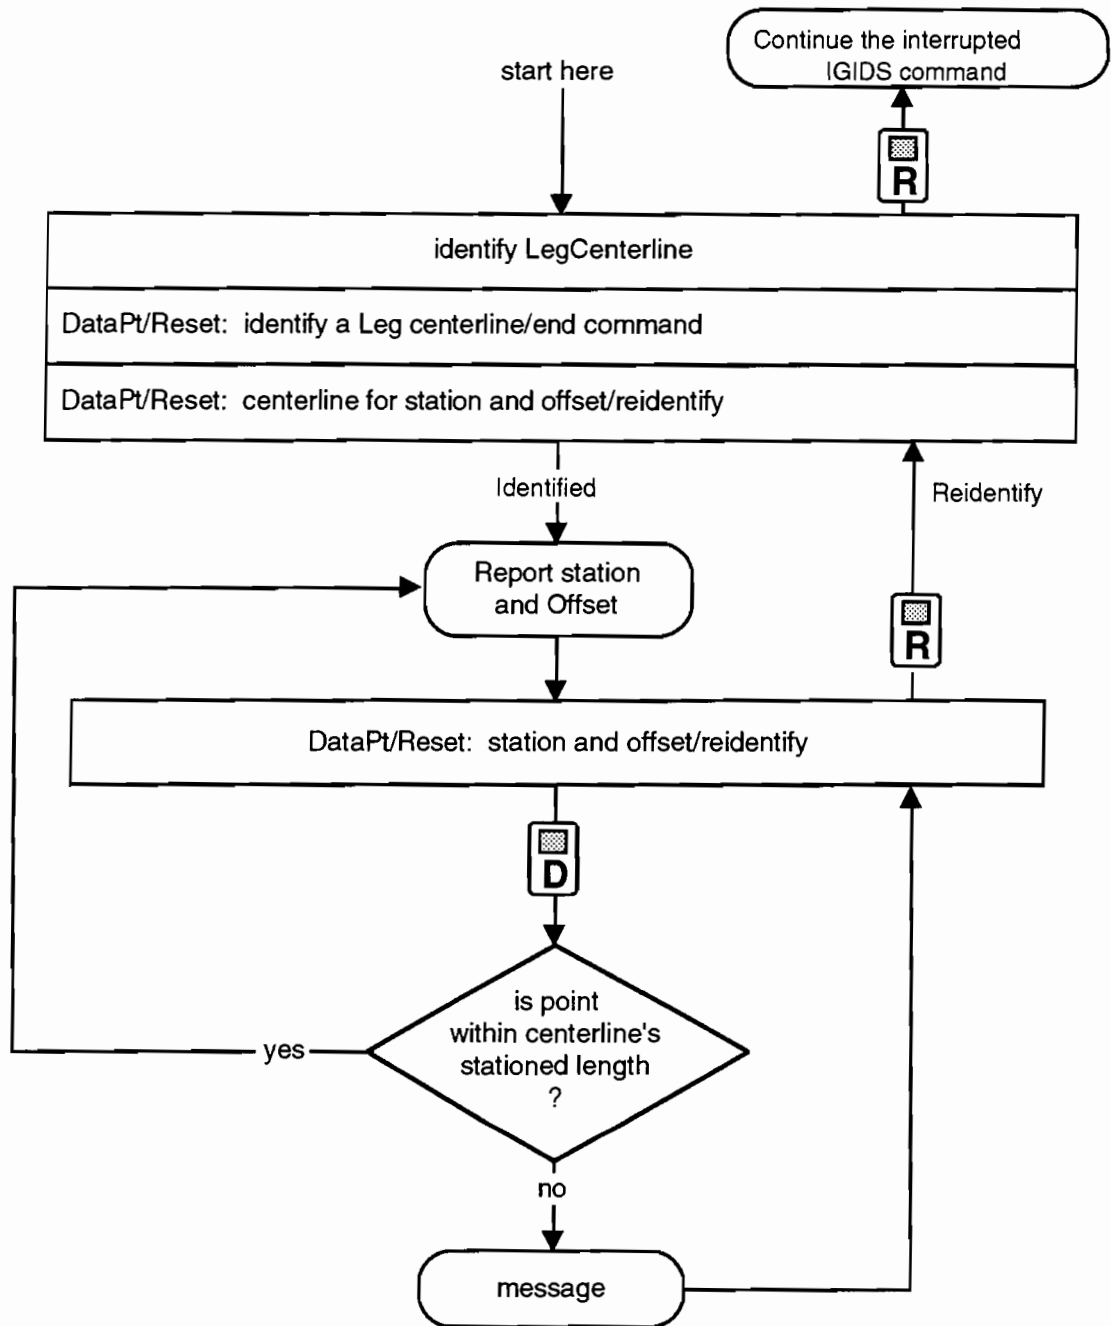 Continue the interrupted
IGIDS command
start here
R
identify LegCenterline
DataPt/Reset: identify a Leg centerline/end command
DataPt/Reset: centerline for station and offset/reidentify
Identified
Reidentify
Report station
and Offset
R
DataPt/Reset: station and offset/reidentify
D
is point
within centerline's
stationed length
?
yes
no
message